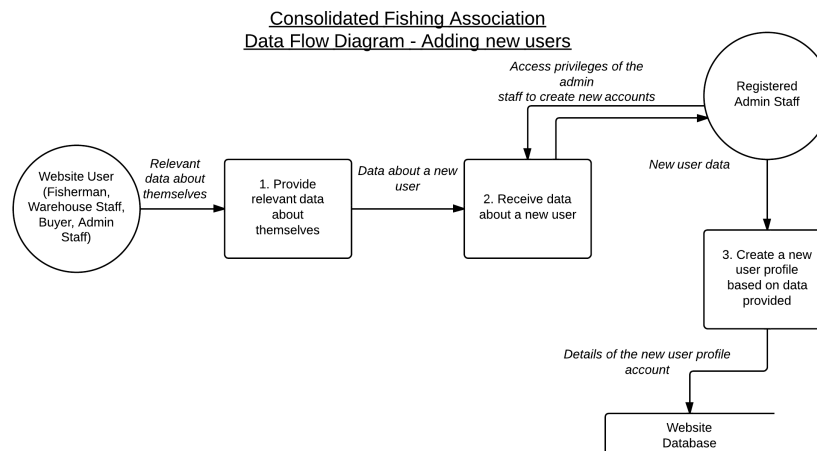 Consolidated Fishing Association
Data Flow Diagram - Adding new users
Access privileges of the
admin
staff to create new accounts
Registered
Admin Staff
Website User
(Fisherman,
Warehouse Staff,
Buyer, Admin
Staff)
Relevant
data about
themselves
1. Provide
relevant data
about
themselves
Data about a new
user
2. Receive data
about a new user
New user data
3. Create a new
user profile
based on data
provided
Details of the new user profile
account
Website
Database